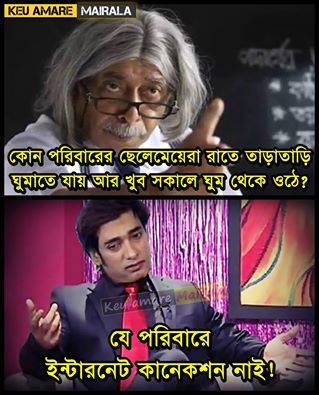 KEU AMARE MAIRALA
কোন পরিবারের ছেলেমেয়েরা রাতে তাড়াতাড়ি
ঘুমাতে যায় আর খুব সকালে ঘুম থেকে ওঠে?
Keu amare Mairala
যে পরিবারে
ইন্টারনেট কানেকশন নাই!